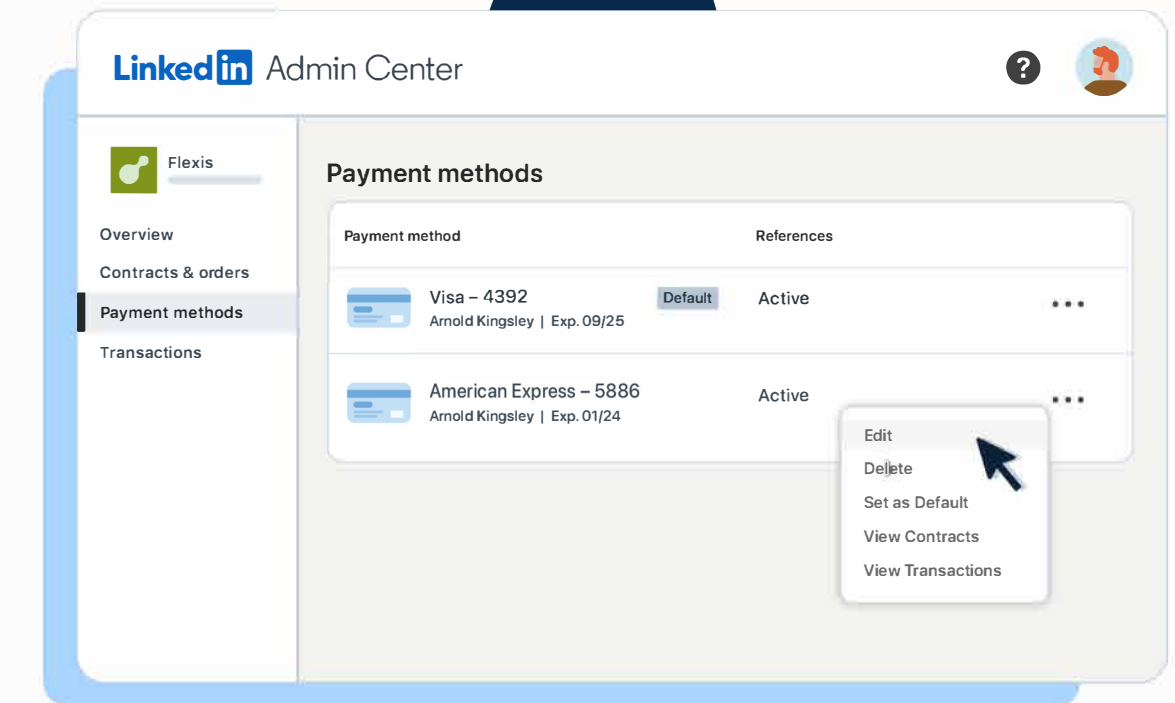 LinkedIn Admin Center
?
Flexis
Overview
Contracts & orders
Payment methods
Transactions
Payment methods
Payment method References
Visa – 4392 Default Active
Arnold Kingsley | Exp. 09/25
American Express – 5886 Active
Arnold Kingsley | Exp. 01/24
Edit
Delete
Set as Default
View Contracts
View Transactions